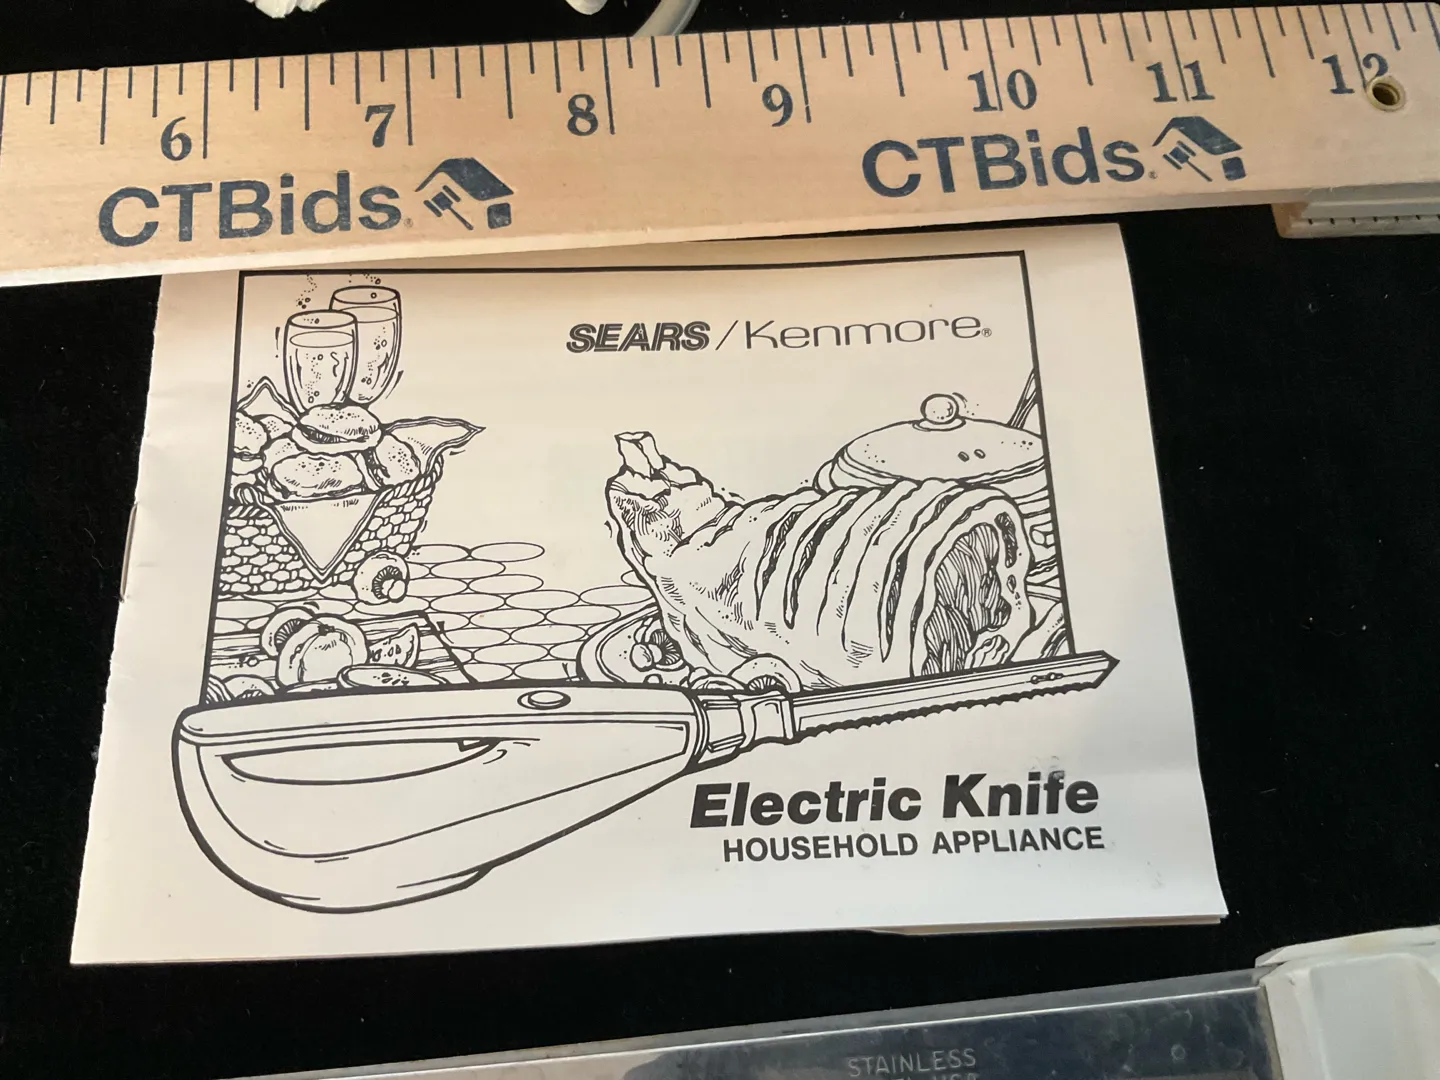 6 7 8 9 10 11 12
CTBids® CTBids®
SEARS/Kenmore®
Electric Knife
HOUSEHOLD APPLIANCE
STAINLESS